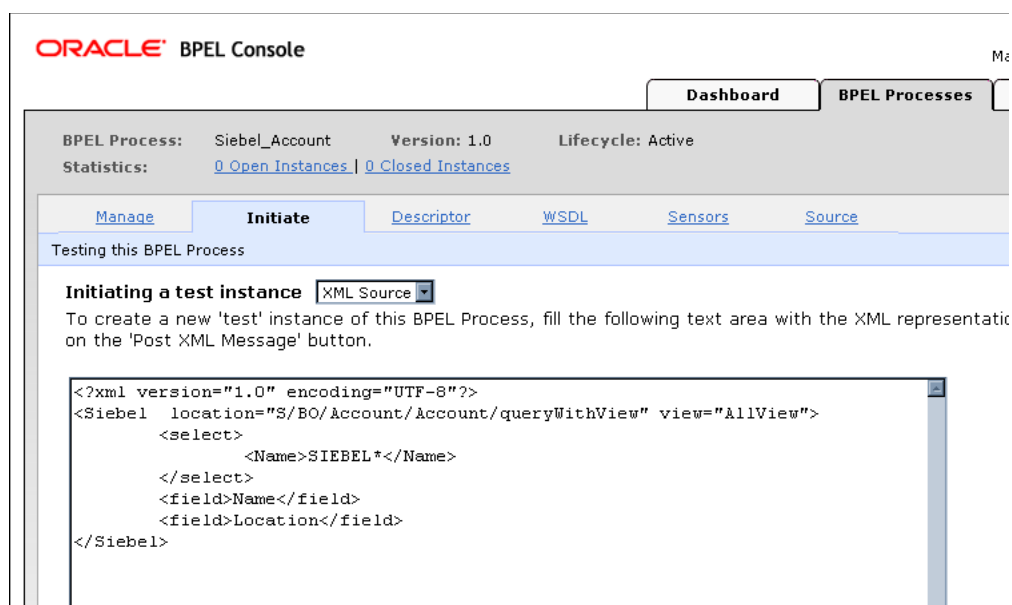 ORACLE BPEL Console
Ma
Dashboard BPEL Processes
BPEL Process: Siebel_Account Version: 1.0 Lifecycle: Active
Statistics: 0 Open Instances | 0 Closed Instances
Manage Initiate Descriptor WSDL Sensors Source
Testing this BPEL Process
Initiating a test instance XML Source
To create a new 'test' instance of this BPEL Process, fill the following text area with the XML representatio
on the 'Post XML Message' button.
<?xml version="1.0" encoding="UTF-8"?>
<Siebel location="S/BO/Account/Account/queryWithView" view="AllView">
<select>
<Name>SIEBEL*</Name>
</select>
<field>Name</field>
<field>Location</field>
</Siebel>